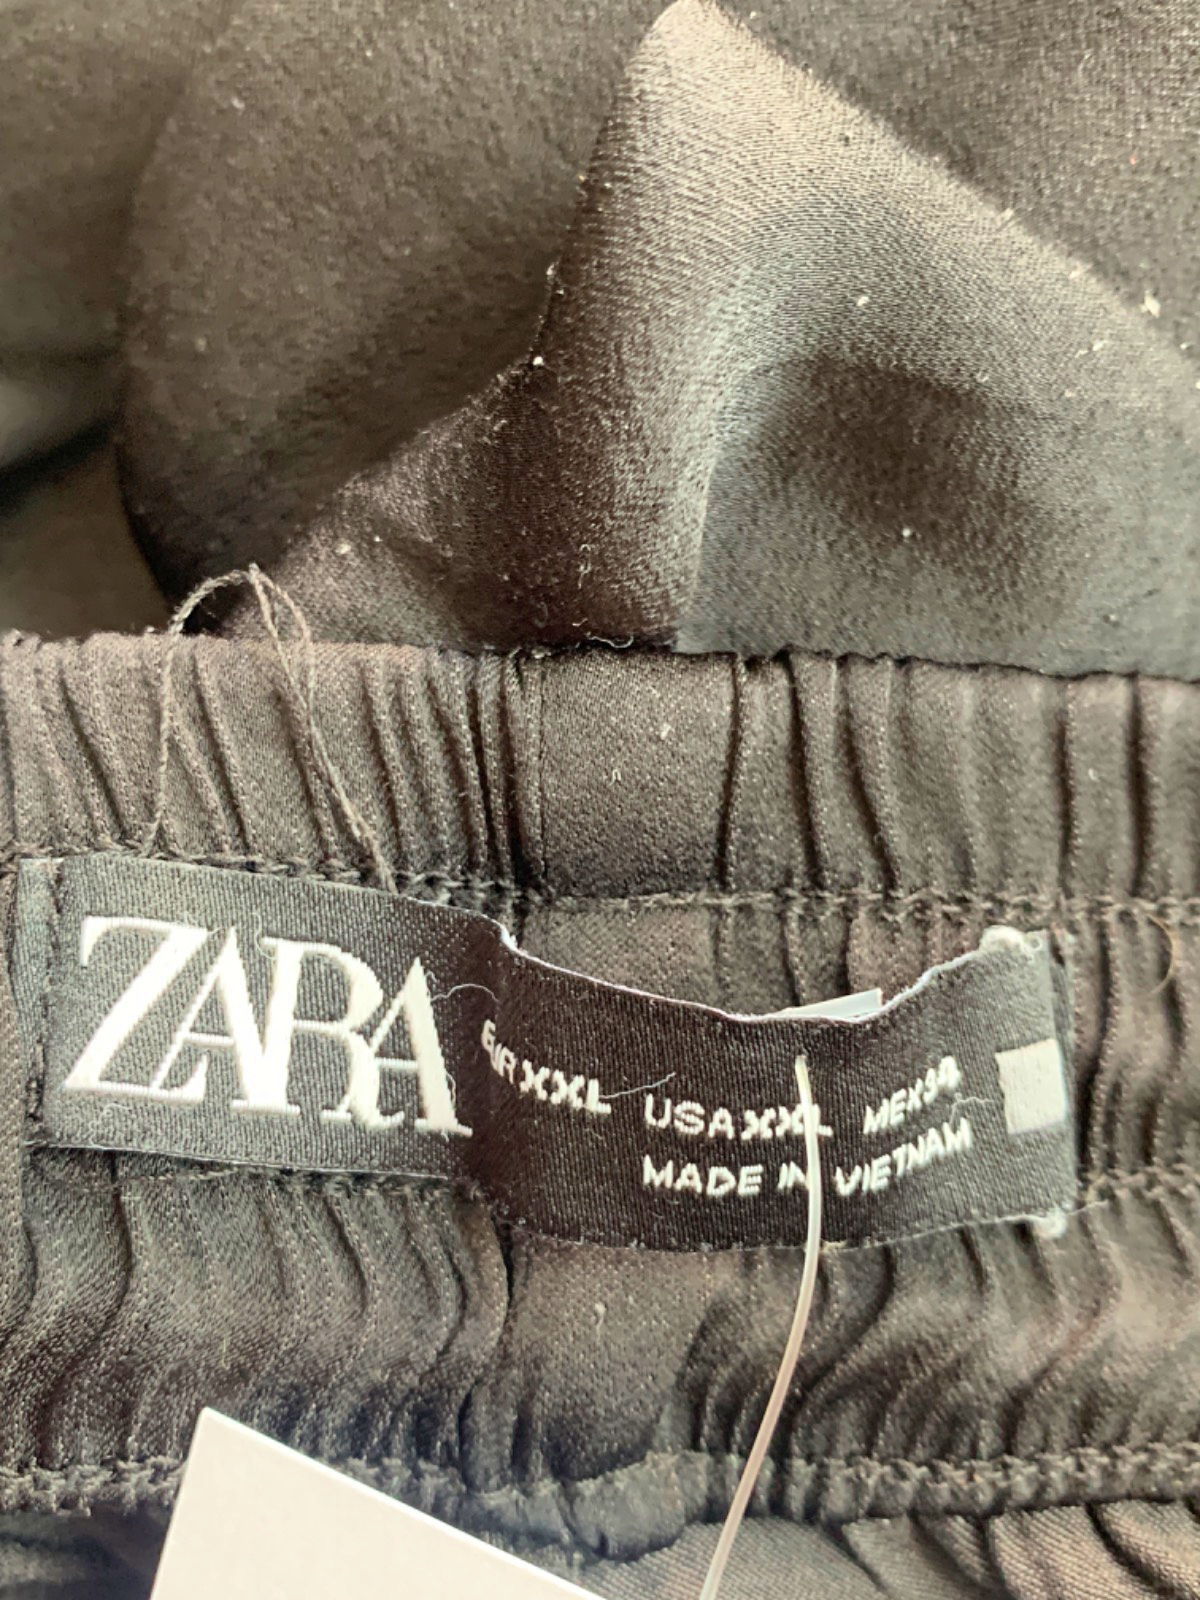 ZARA
EUR XXL USA XXL MEX 34
MADE IN VIETNAM